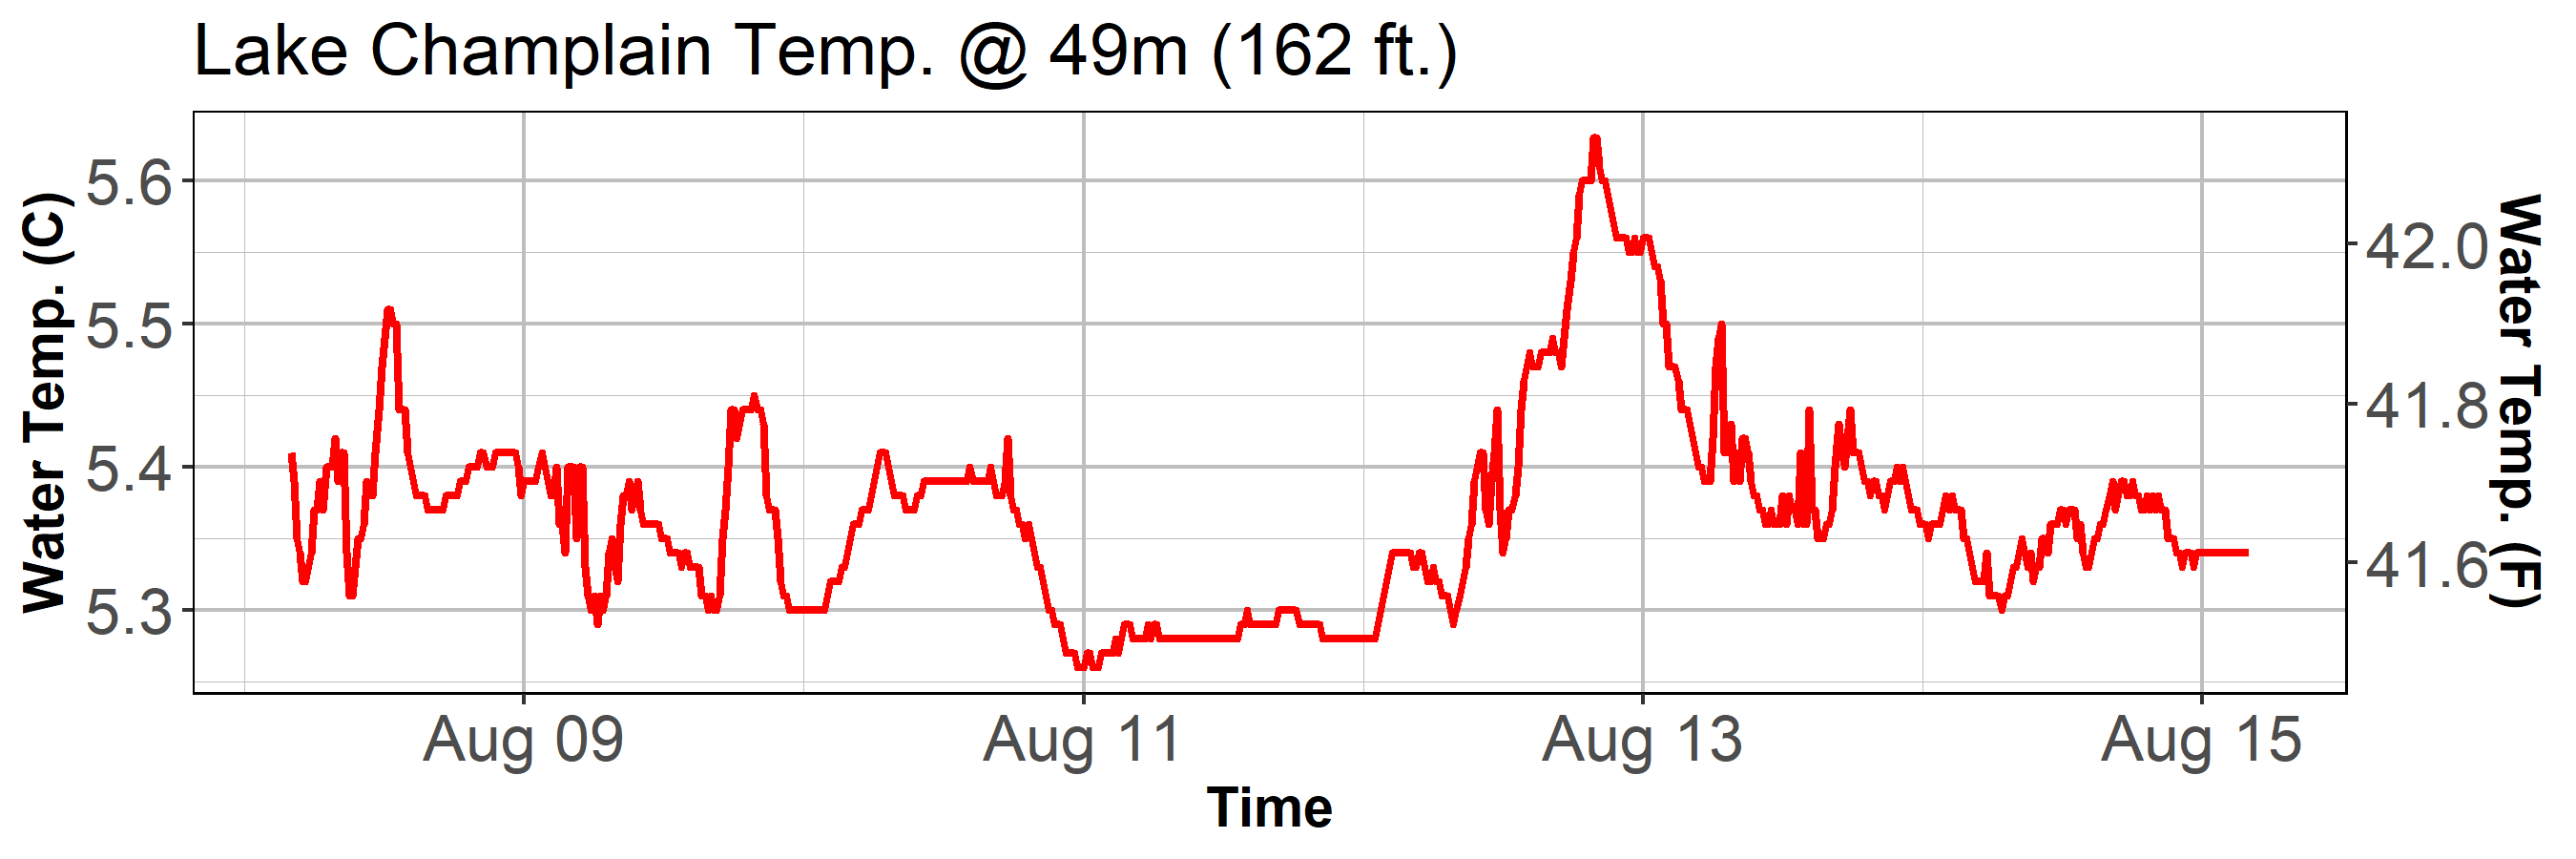 Lake Champlain Temp. @ 49m (162 ft.)
Water Temp. (C)
5.6
5.5
5.4
5.3
42.0
41.8
41.6
Water Temp. (F)
Aug 09
Aug 11
Aug 13
Aug 15
Time